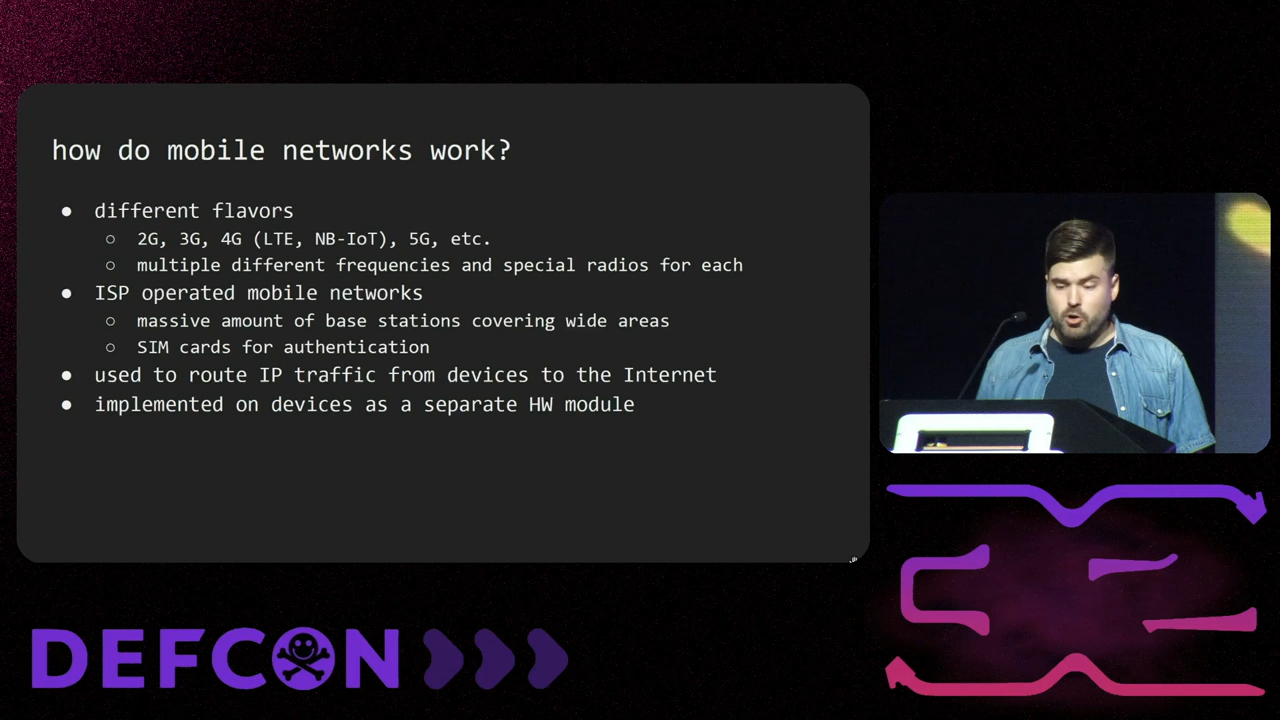 how do mobile networks work?
● different flavors
○ 2G, 3G, 4G (LTE, NB-IoT), 5G, etc.
○ multiple different frequencies and special radios for each
● ISP operated mobile networks
○ massive amount of base stations covering wide areas
○ SIM cards for authentication
● used to route IP traffic from devices to the Internet
● implemented on devices as a separate HW module
DEFCON